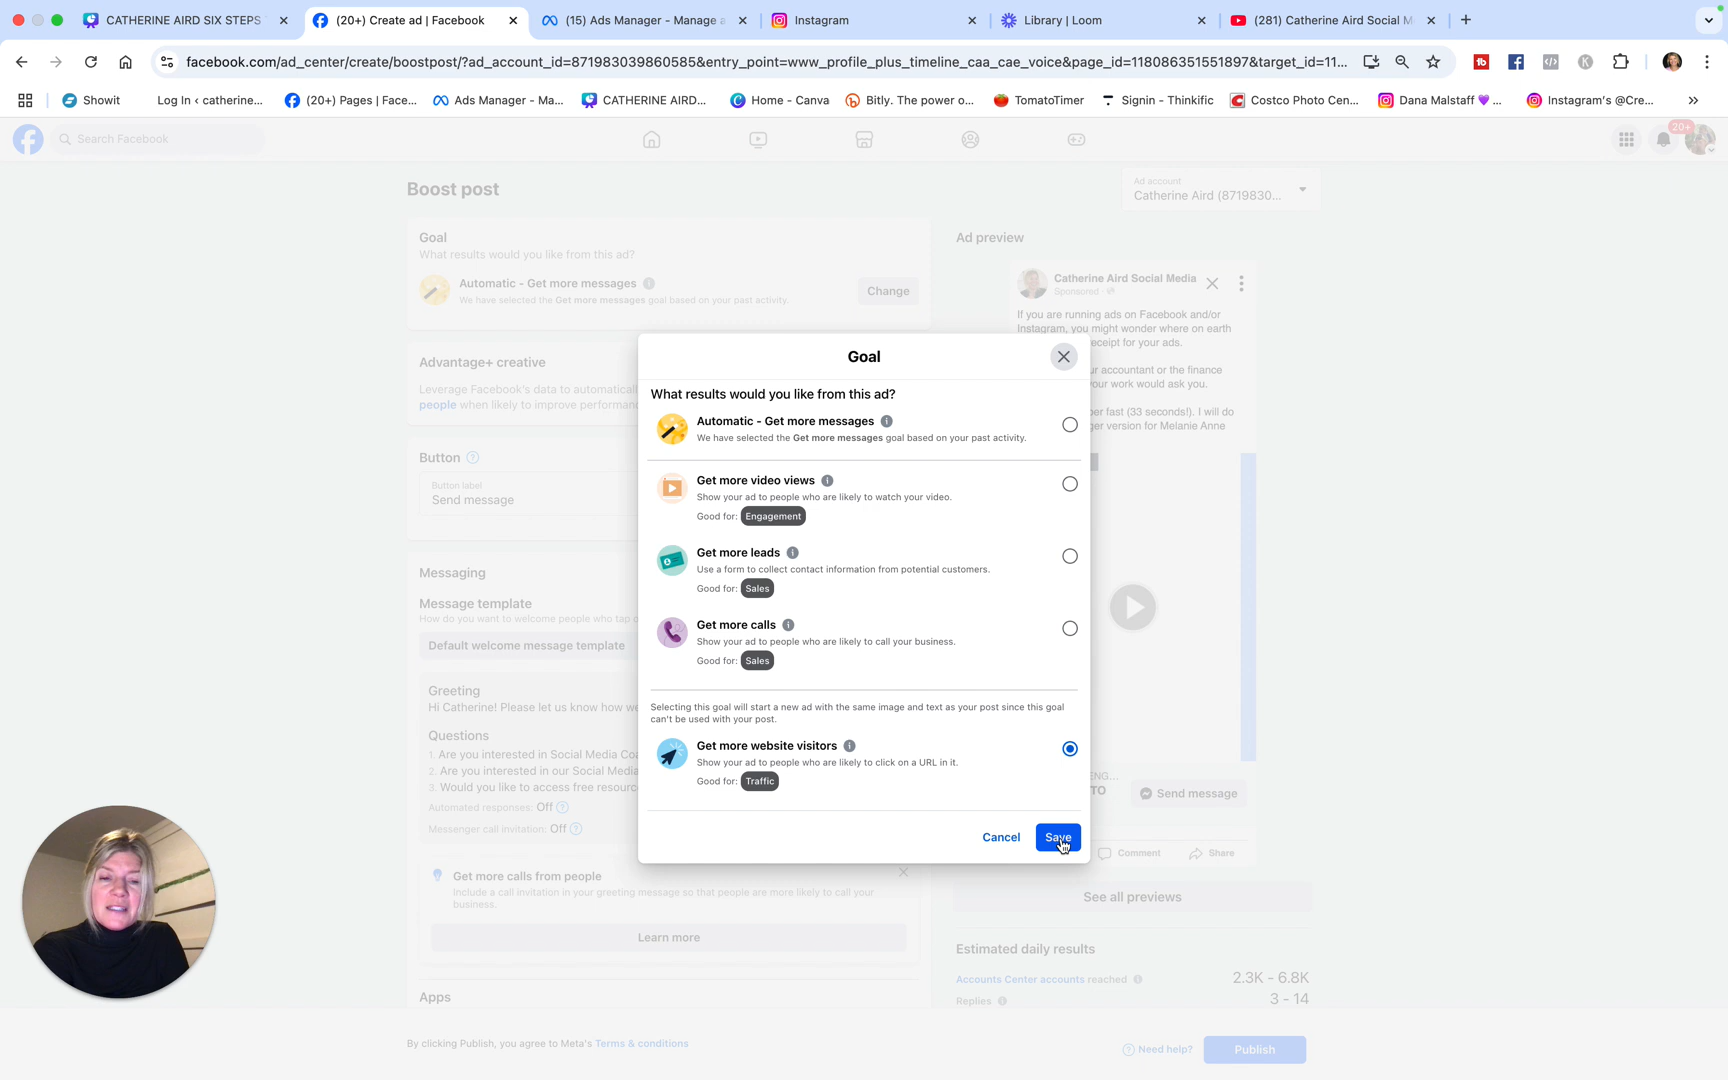 CATHERINE AIRD SIX STEPS
(20+) Create ad | Facebook
(15) Ads Manager - Manage a
Instagram
Library | Loom
(281) Catherine Aird Social M
facebook.com/ad_center/create/boostpost/?ad_account_id=871983039860585&entry_point=www_profile_plus_timeline_caa_cae_voice&page_id=118086351551897&target_id=11...
Showit
Log In ‹ catherine...
(20+) Pages | Face...
Ads Manager - Ma...
CATHERINE AIRD...
Home - Canva
Bitly. The power o...
TomatoTimer
Signin - Thinkific
Costco Photo Cen...
Dana Malstaff 💜 ...
Instagram's @Cre...
Search Facebook
20+
Boost post
Ad account
Catherine Aird (8719830...
Goal
What results would you like from this ad?
Automatic - Get more messages
We have selected the Get more messages goal based on your past activity.
Change
Advantage+ creative
Leverage Facebook's data to automatical
people when likely to improve performan
Button
Button label
Send message
Messaging
Message template
How do you want to welcome people who tap o
Default welcome message template
Greeting
Hi Catherine! Please let us know how we
Questions
1. Are you interested in Social Media Coa
2. Are you interested in our Social Media
3. Would you like to access free resourc
Automated responses: Off
Messenger call invitation: Off
Get more calls from people
Include a call invitation in your greeting message so that people are more likely to call your
business.
Learn more
Apps
By clicking Publish, you agree to Meta's Terms & conditions
Goal
What results would you like from this ad?
Automatic - Get more messages
We have selected the Get more messages goal based on your past activity.
Get more video views
Show your ad to people who are likely to watch your video.
Good for: Engagement
Get more leads
Use a form to collect contact information from potential customers.
Good for: Sales
Get more calls
Show your ad to people who are likely to call your business.
Good for: Sales
Selecting this goal will start a new ad with the same image and text as your post since this goal
can't be used with your post.
Get more website visitors
Show your ad to people who are likely to click on a URL in it.
Good for: Traffic
Cancel
Save
Ad preview
Catherine Aird Social Media
Sponsored
If you are running ads on Facebook and/or
Instagram, you might wonder where on earth
eceipt for your ads.
ur accountant or the finance
our work would ask you.
er fast (33 seconds!). I will do
ger version for Melanie Anne
ENG...
TO
Send message
Comment
Share
See all previews
Estimated daily results
Accounts Center accounts reached
2.3K - 6.8K
Replies
3 - 14
Need help?
Publish